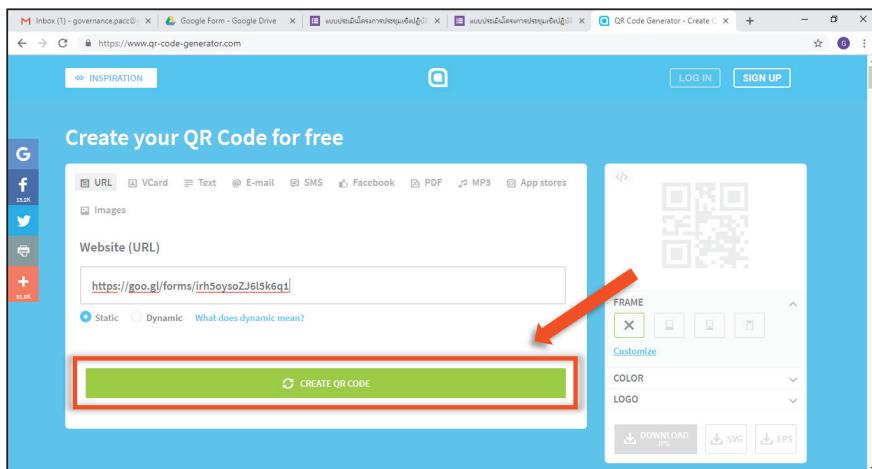 Inbox (1) - governance.pacc@
Google Form - Google Drive
แบบประเมินโครงการประชุมเชิงปฏิบั
แบบประเมินโครงการประชุมเชิงปฏิบั
QR Code Generator - Create
https://www.qr-code-generator.com
G
INSPIRATION
LOG IN
SIGN UP
Create your QR Code for free
G
f
URL
VCard
Text
E-mail
SMS
Facebook
PDF
MP3
App stores
Images
Website (URL)
https://goo.gl/forms/irh5oysoZJ6l5k6q1
Static
Dynamic
What does dynamic mean?
CREATE QR CODE
FRAME
Customize
COLOR
LOGO
DOWNLOAD
JPG
SVG
EPS